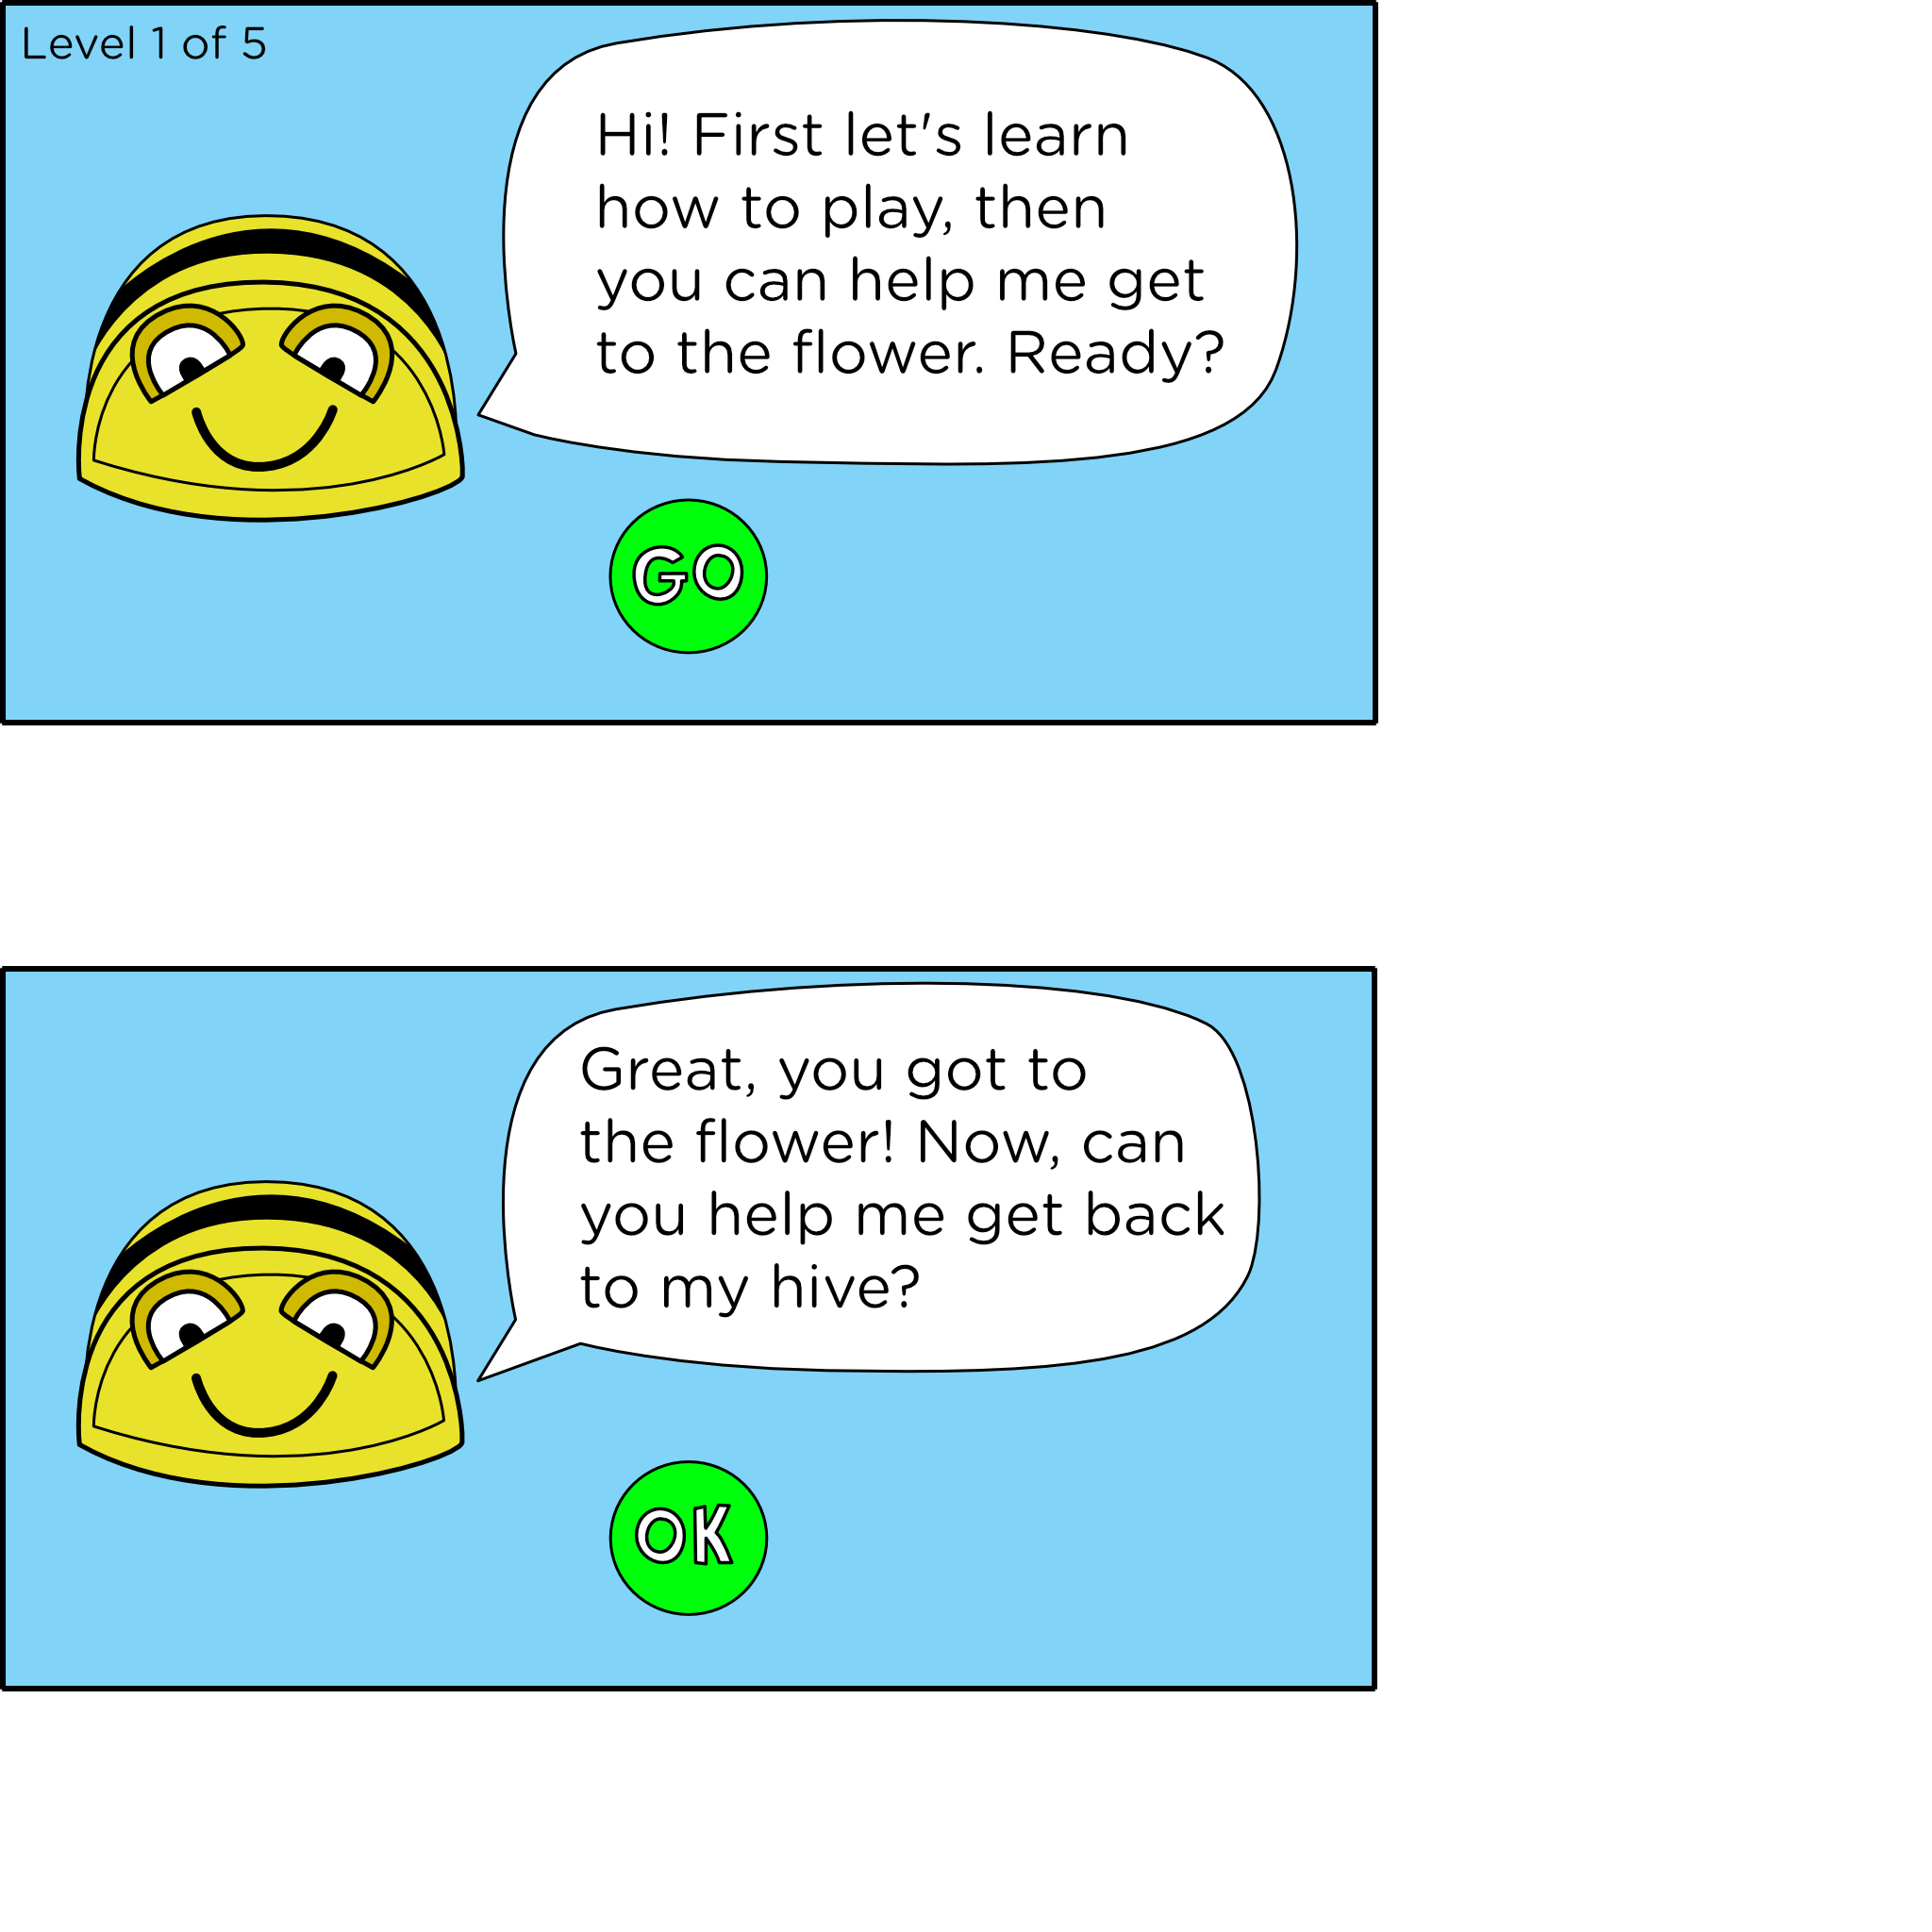 Level 1 of 5
Hi! First let's learn
how to play, then
you can help me get
to the flower. Ready?
GO
Great, you got to
the flower! Now, can
you help me get back
to my hive?
OK